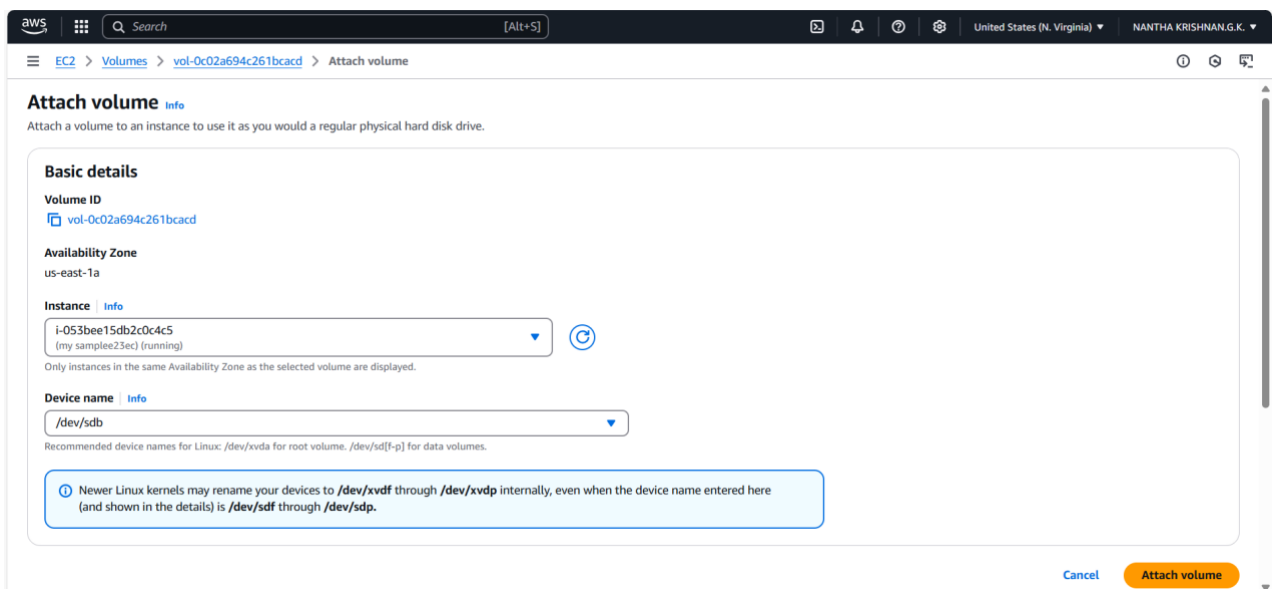 aws
Search [Alt+S] United States (N. Virginia) ▼ NANTHA KRISHNAN.G.K. ▼
EC2 > Volumes > vol-0c02a694c261bcacd > Attach volume
Attach volume Info
Attach a volume to an instance to use it as you would a regular physical hard disk drive.
Basic details
Volume ID
vol-0c02a694c261bcacd
Availability Zone
us-east-1a
Instance | Info
i-053bee15db2c0c4c5
(my samplee23ec) (running)
Only instances in the same Availability Zone as the selected volume are displayed.
Device name | Info
/dev/sdb
Recommended device names for Linux: /dev/xvda for root volume. /dev/sd[f-p] for data volumes.
Newer Linux kernels may rename your devices to /dev/xvdf through /dev/xvdp internally, even when the device name entered here
(and shown in the details) is /dev/sdf through /dev/sdp.
Cancel Attach volume